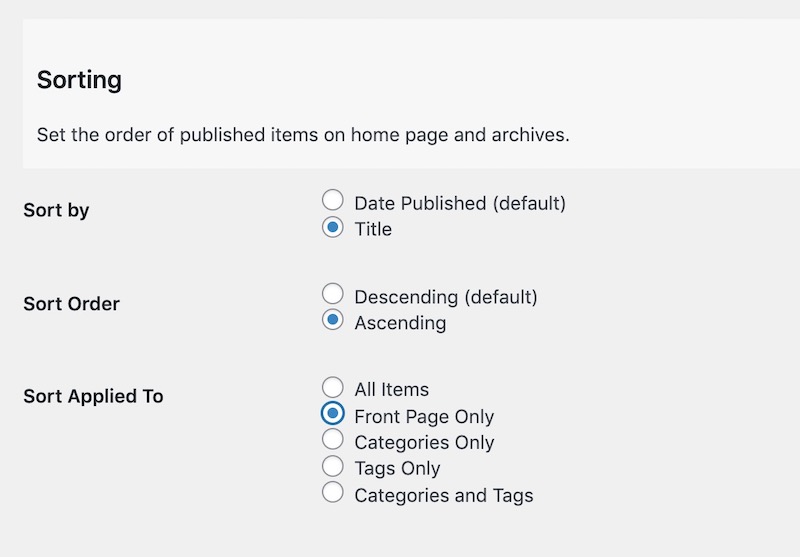 Sorting
Set the order of published items on home page and archives.
Sort by
Date Published (default)
Title
Sort Order
Descending (default)
Ascending
Sort Applied To
All Items
Front Page Only
Categories Only
Tags Only
Categories and Tags